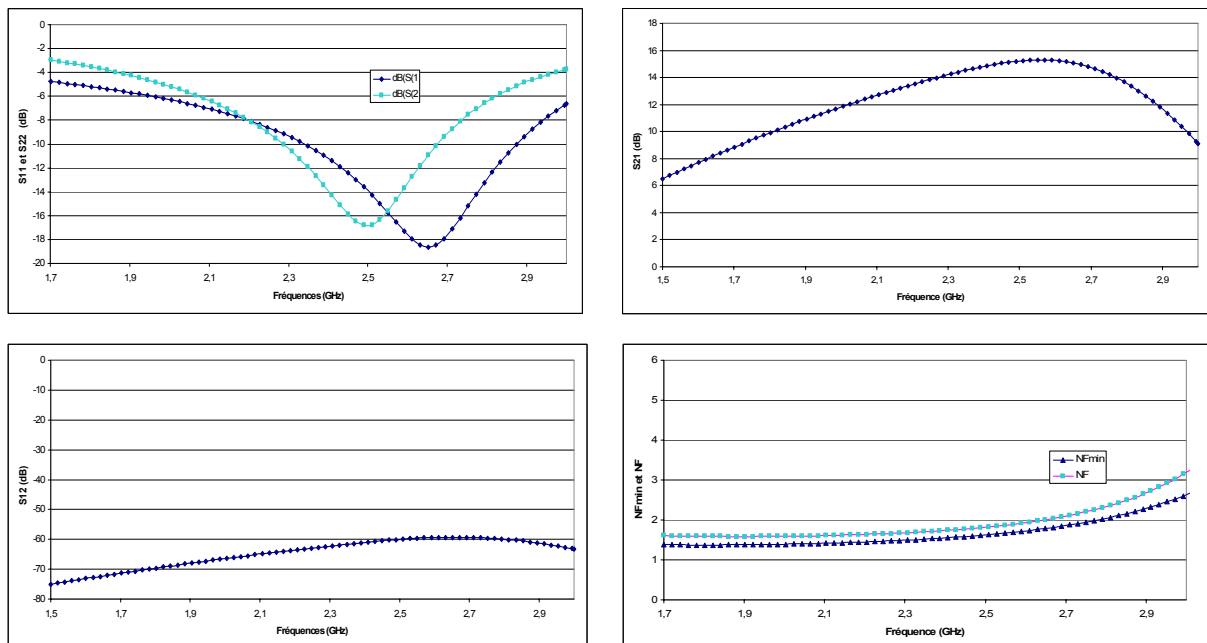 0
-2
-4
-6
-8
-10
-12
-14
-16
-18
-20
S11 et S22 (dB)
dB(S(1
dB(S(2
1,7 1,9 2,1 2,3 2,5 2,7 2,9
Fréquences (GHz)
18
16
14
12
10
8
6
4
2
0
S21 (dB)
1,5 1,7 1,9 2,1 2,3 2,5 2,7 2,9
Fréquence (GHz)
0
-10
-20
-30
-40
-50
-60
-70
-80
S12 (dB)
1,5 1,7 1,9 2,1 2,3 2,5 2,7 2,9
Fréquences (GHz)
6
5
4
3
2
1
0
NFmin et NF
NFmin
NF
1,7 1,9 2,1 2,3 2,5 2,7 2,9
Fréquence (GHz)